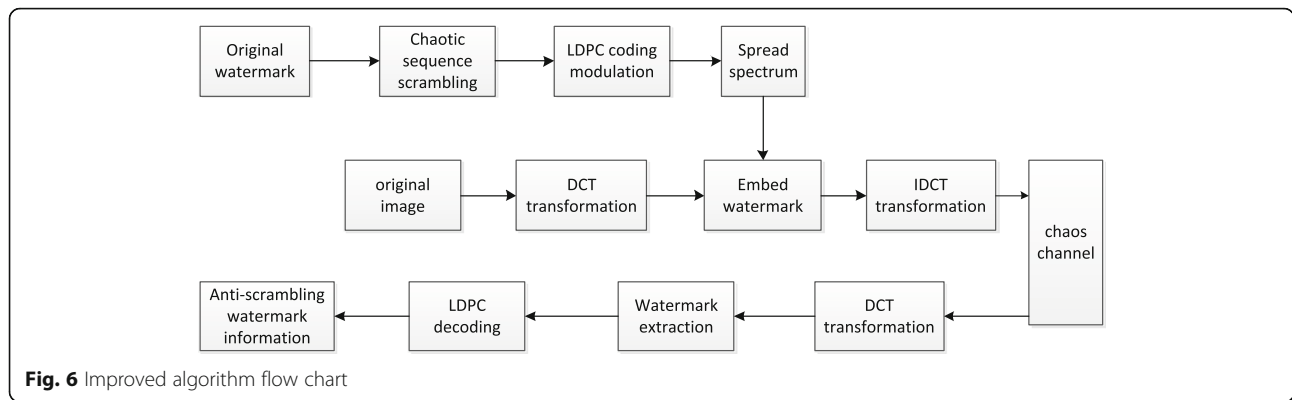 Original
watermark
Chaotic
sequence
scrambling
LDPC coding
modulation
Spread
spectrum
original
image
DCT
transformation
Embed
watermark
IDCT
transformation
chaos
channel
Anti-scrambling
watermark
information
LDPC
decoding
Watermark
extraction
DCT
transformation
Fig. 6 Improved algorithm flow chart